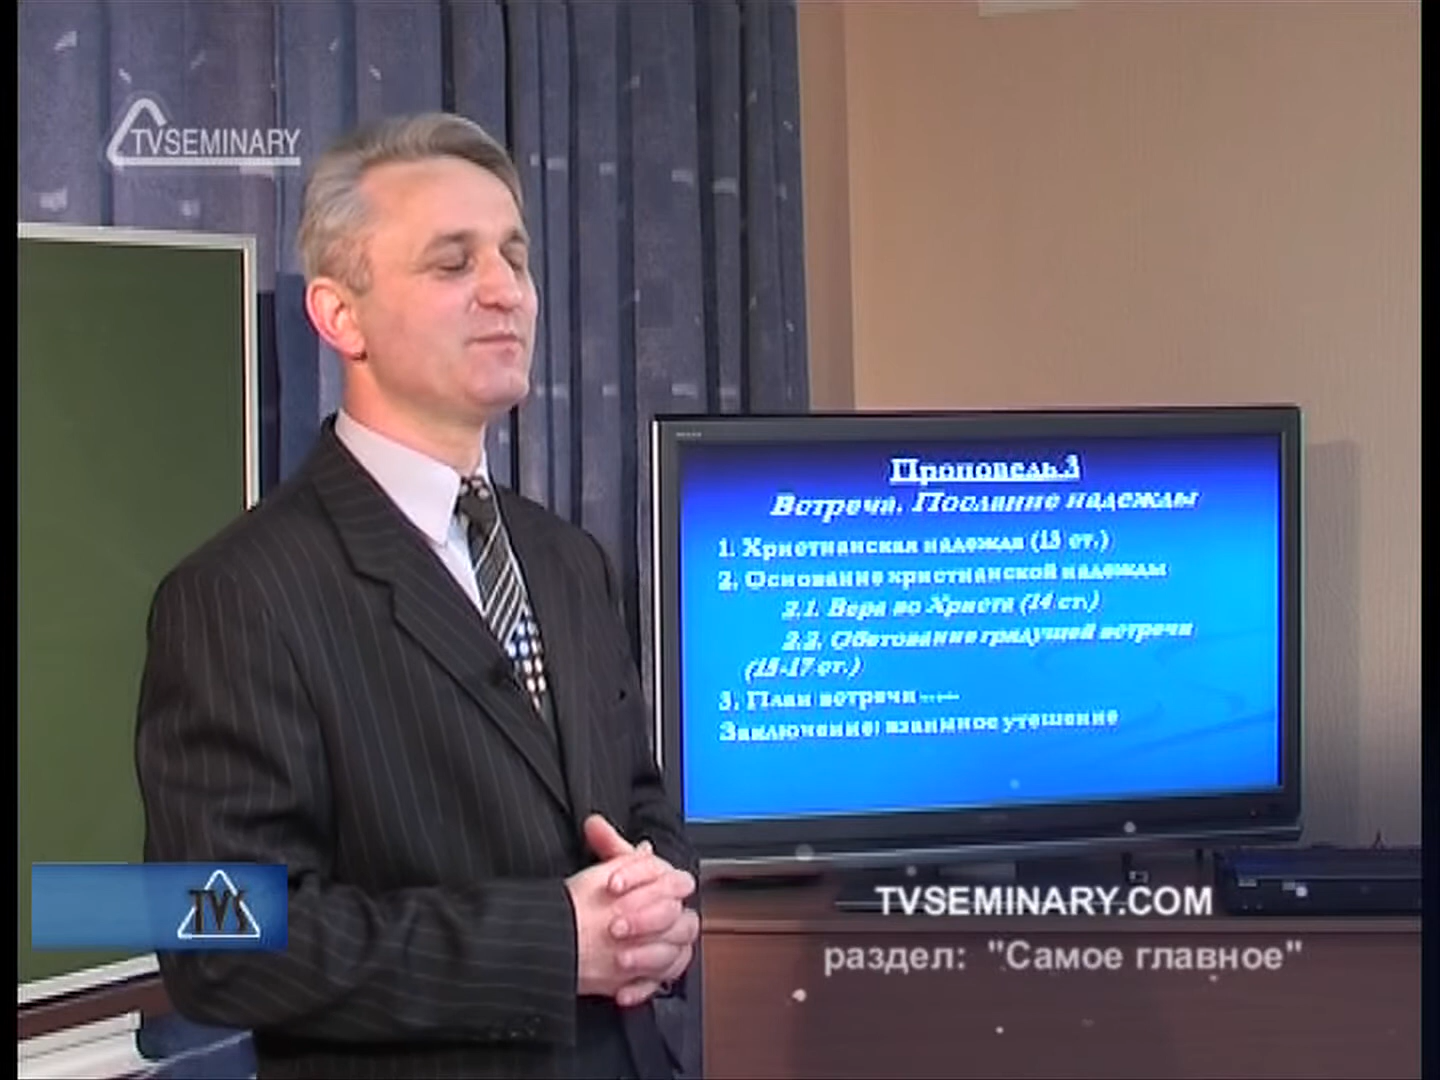 TVSEMINARY
Проповедь 3
Встреча. Послание надежды
1. Христианская надежда (13 ст.)
2. Основание христианской надежды
2.1. Вера во Христа (14 ст.)
2.2. Обетование грядущей встречи
(15-17 ст.)
3. План встречи -----
Заключение: взаимное утешение
TVS
TVSEMINARY.COM
раздел: "Самое главное"